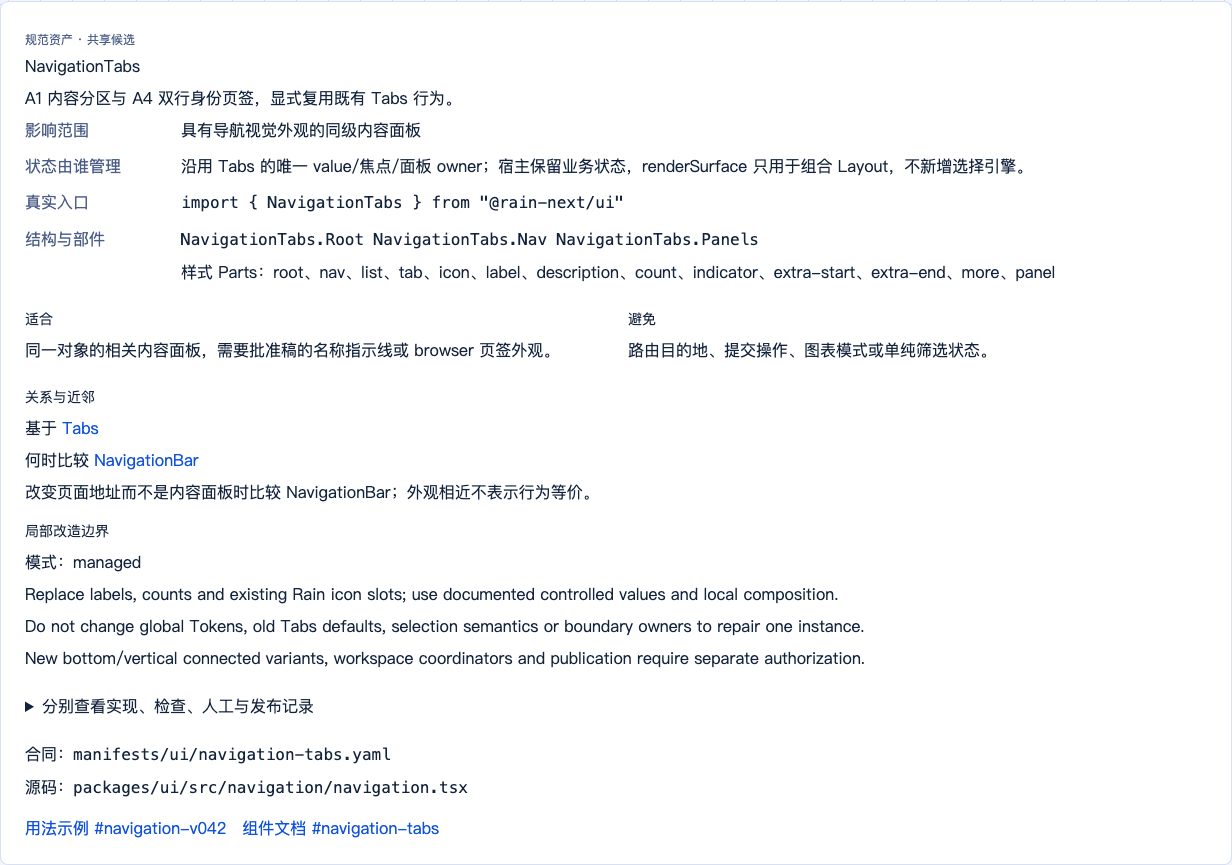 规范资产 · 共享候选
NavigationTabs
A1 内容分区与 A4 双行身份页签，显式复用既有 Tabs 行为。
影响范围 具有导航视觉外观的同级内容面板
状态由谁管理 沿用 Tabs 的唯一 value/焦点/面板 owner；宿主保留业务状态，renderSurface 只用于组合 Layout，不新增选择引擎。
真实入口 import { NavigationTabs } from "@rain-next/ui"
结构与部件 NavigationTabs.Root NavigationTabs.Nav NavigationTabs.Panels
样式 Parts：root、nav、list、tab、icon、label、description、count、indicator、extra-start、extra-end、more、panel
适合
同一对象的相关内容面板，需要批准稿的名称指示线或 browser 页签外观。
避免
路由目的地、提交操作、图表模式或单纯筛选状态。
关系与近邻
基于 Tabs
何时比较 NavigationBar
改变页面地址而不是内容面板时比较 NavigationBar；外观相近不表示行为等价。
局部改造边界
模式：managed
Replace labels, counts and existing Rain icon slots; use documented controlled values and local composition.
Do not change global Tokens, old Tabs defaults, selection semantics or boundary owners to repair one instance.
New bottom/vertical connected variants, workspace coordinators and publication require separate authorization.
▶ 分别查看实现、检查、人工与发布记录
合同：manifests/ui/navigation-tabs.yaml
源码：packages/ui/src/navigation/navigation.tsx
用法示例 #navigation-v042 组件文档 #navigation-tabs